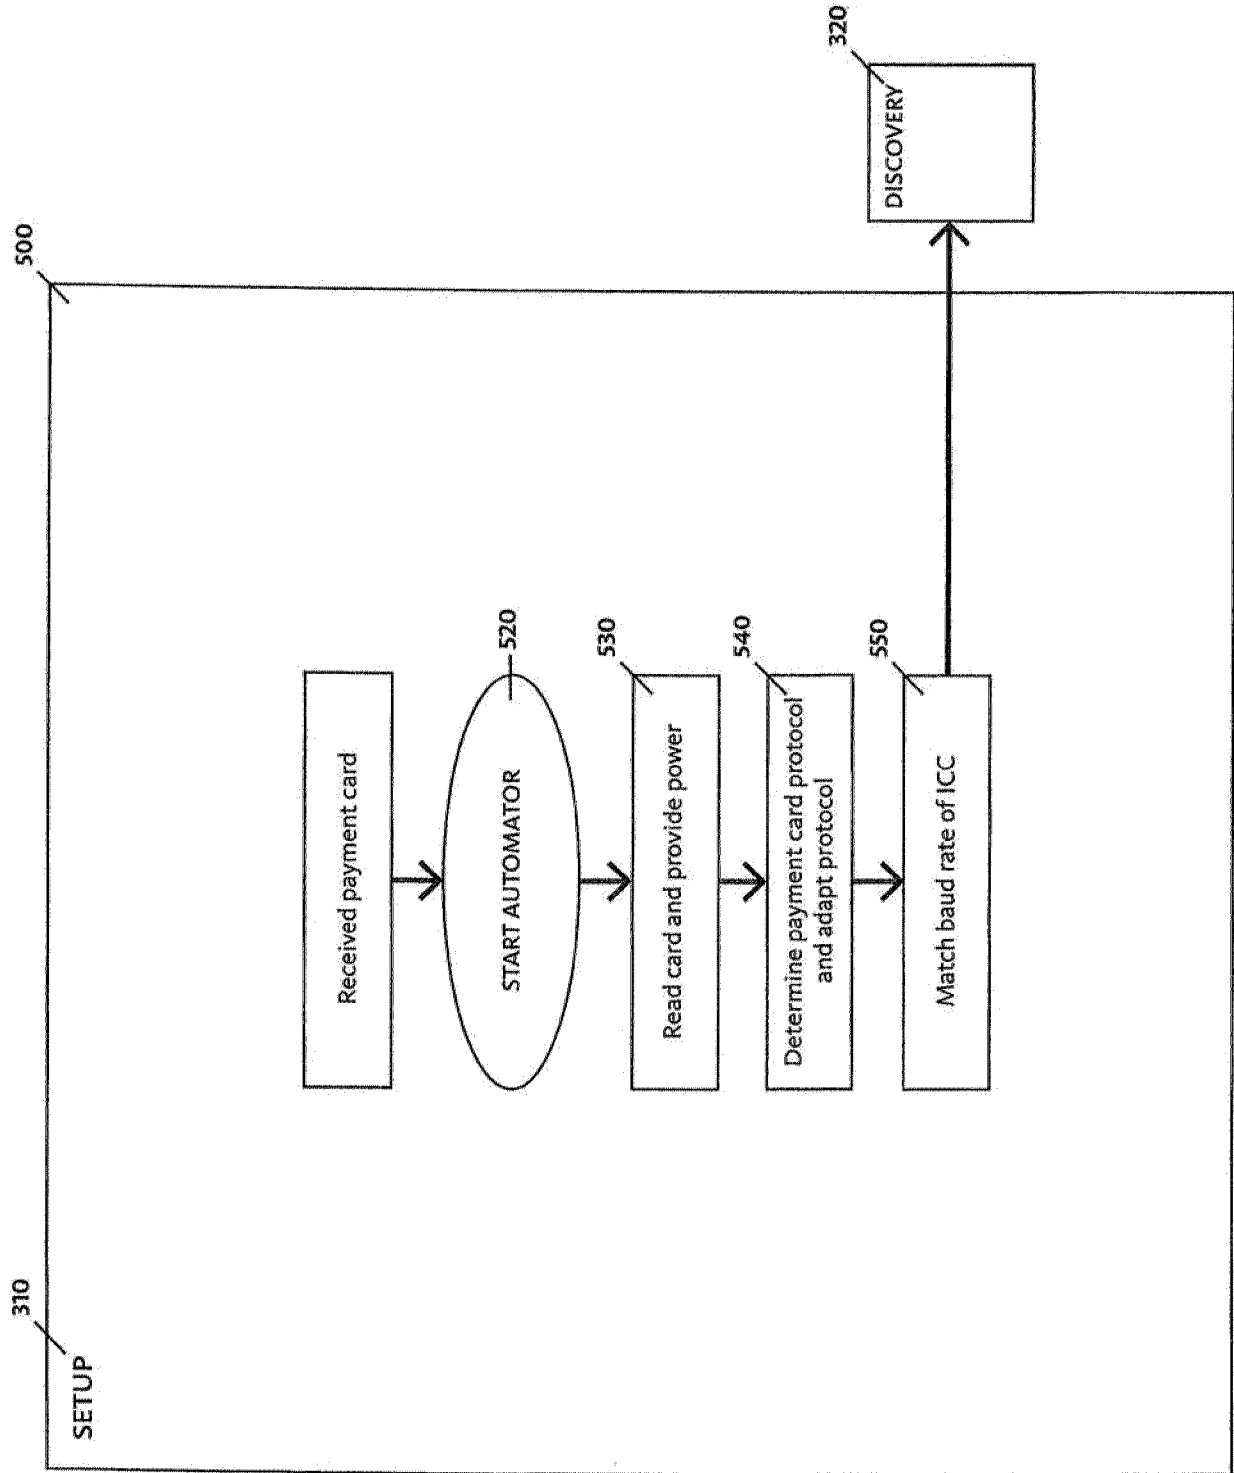 310
SETUP
500
Received payment card
START AUTOMATOR
520
Read card and provide power
530
Determine payment card protocol
and adapt protocol
540
Match baud rate of ICC
550
DISCOVERY
320